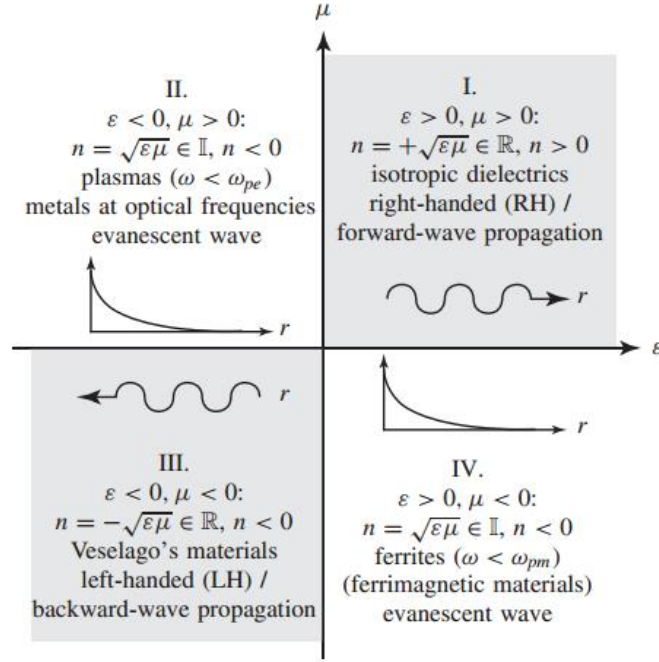 μ
II.
ε < 0, μ > 0:
n = √εμ ∈ 𝕀, n < 0
plasmas (ω < ω_pe)
metals at optical frequencies
evanescent wave
r
I.
ε > 0, μ > 0:
n = +√εμ ∈ ℝ, n > 0
isotropic dielectrics
right-handed (RH) /
forward-wave propagation
r
ε
r
III.
ε < 0, μ < 0:
n = −√εμ ∈ ℝ, n < 0
Veselago's materials
left-handed (LH) /
backward-wave propagation
r
IV.
ε > 0, μ < 0:
n = √εμ ∈ 𝕀, n < 0
ferrites (ω < ω_pm)
(ferrimagnetic materials)
evanescent wave